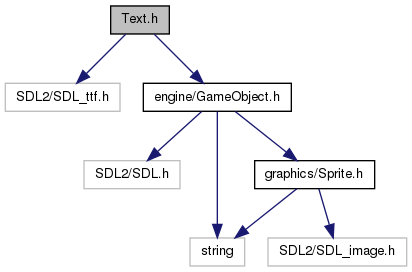 Text.h
SDL2/SDL_ttf.h
engine/GameObject.h
SDL2/SDL.h
graphics/Sprite.h
string
SDL2/SDL_image.h